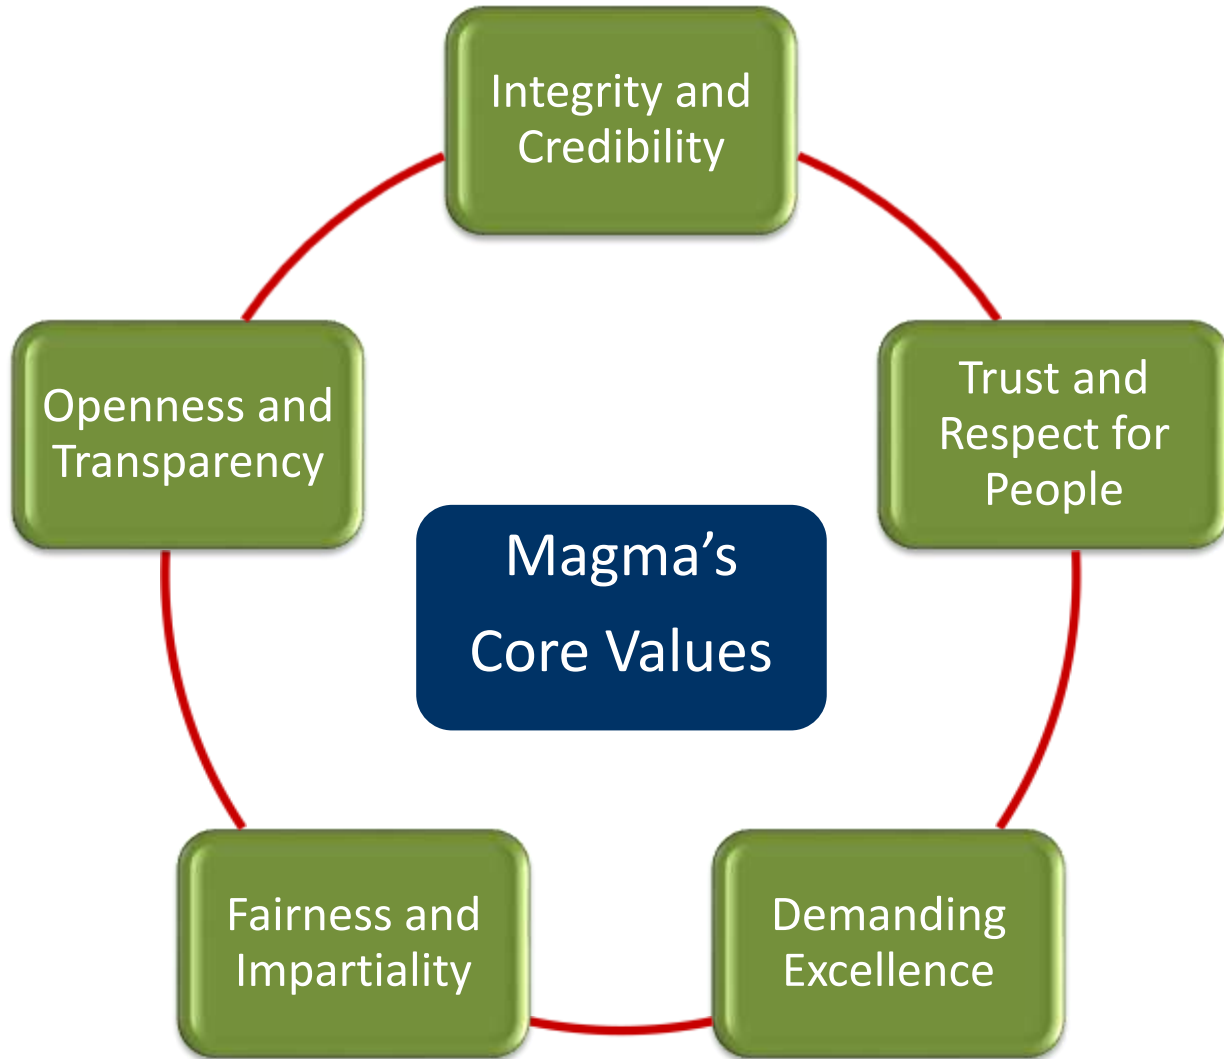 Integrity and
Credibility
Trust and
Respect for
People
Openness and
Transparency
Magma’s
Core Values
Fairness and
Impartiality
Demanding
Excellence